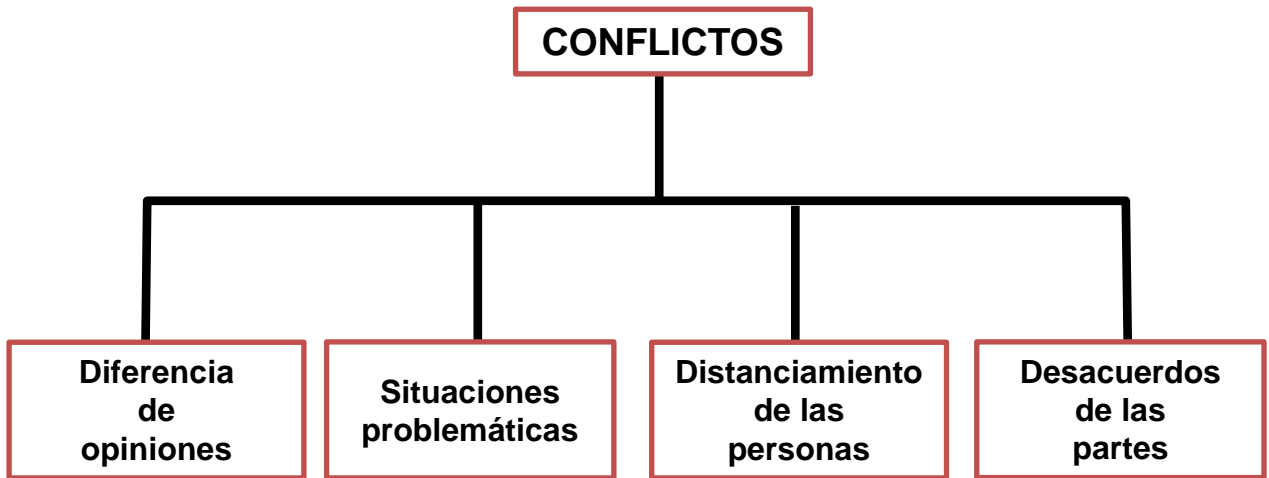 CONFLICTOS
Diferencia
de
opiniones
Situaciones
problemáticas
Distanciamiento
de las
personas
Desacuerdos
de las
partes